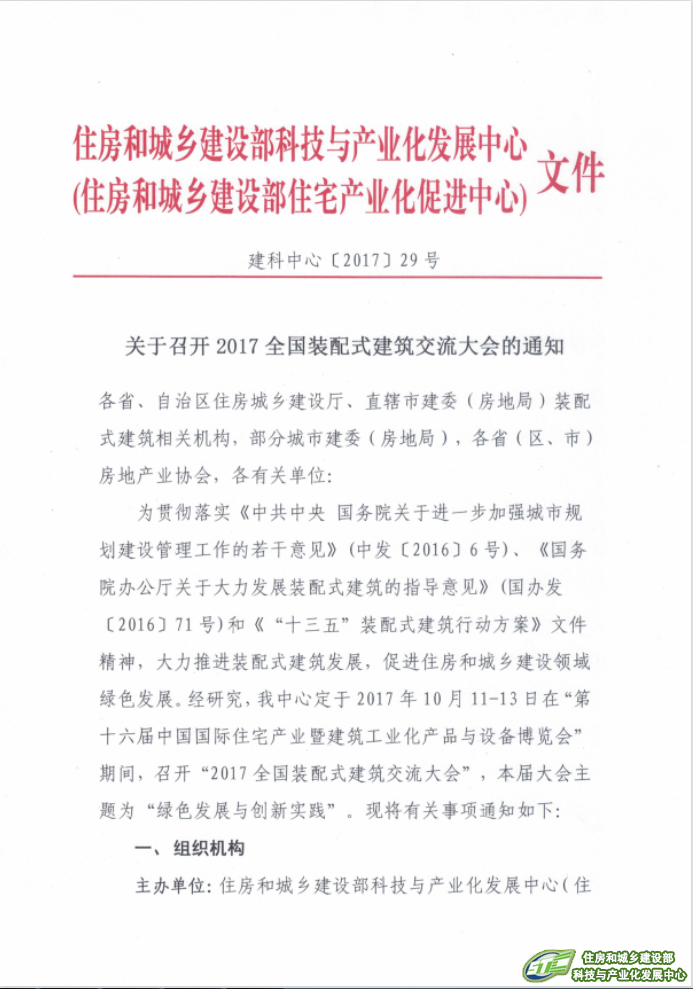 住房和城乡建设部科技与产业化发展中心
(住房和城乡建设部住宅产业化促进中心)
文件
建科中心〔2017〕29 号
关于召开 2017 全国装配式建筑交流大会的通知
各省、自治区住房城乡建设厅、直辖市建委（房地局）装配
式建筑相关机构，部分城市建委（房地局），各省（区、市）
房地产业协会，各有关单位：
为贯彻落实《中共中央 国务院关于进一步加强城市规
划建设管理工作的若干意见》(中发〔2016〕6 号)、《国务
院办公厅关于大力发展装配式建筑的指导意见》(国办发
〔2016〕71 号)和《“十三五”装配式建筑行动方案》文件
精神，大力推进装配式建筑发展，促进住房和城乡建设领域
绿色发展。经研究，我中心定于 2017 年 10 月 11-13 日在“第
十六届中国国际住宅产业暨建筑工业化产品与设备博览会”
期间，召开“2017 全国装配式建筑交流大会”，本届大会主
题为“绿色发展与创新实践”。现将有关事项通知如下：
一、组织机构
主办单位：住房和城乡建设部科技与产业化发展中心(住
住房和城乡建设部
科技与产业化发展中心